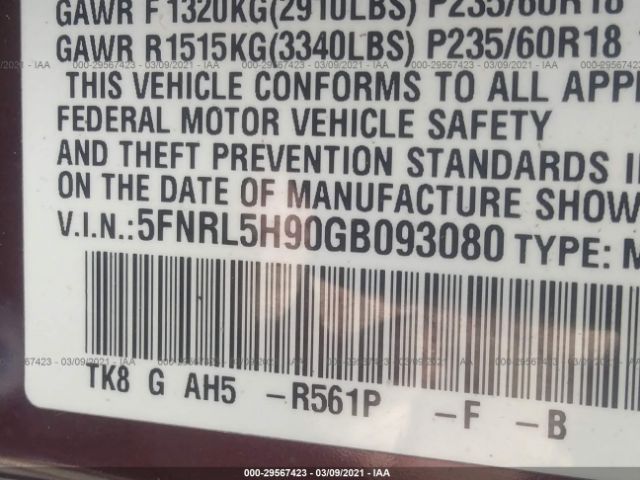 GAWR F1320KG(2910LBS) P235/60R18
GAWR R1515KG(3340LBS) P235/60R18
THIS VEHICLE CONFORMS TO ALL APPL
FEDERAL MOTOR VEHICLE SAFETY
AND THEFT PREVENTION STANDARDS I
ON THE DATE OF MANUFACTURE SHOW
V.I.N.:5FNRL5H90GB093080 TYPE: M
TK8 G AH5 -R561P -F -B
000-29567423 | 03/09/2021 | IAA